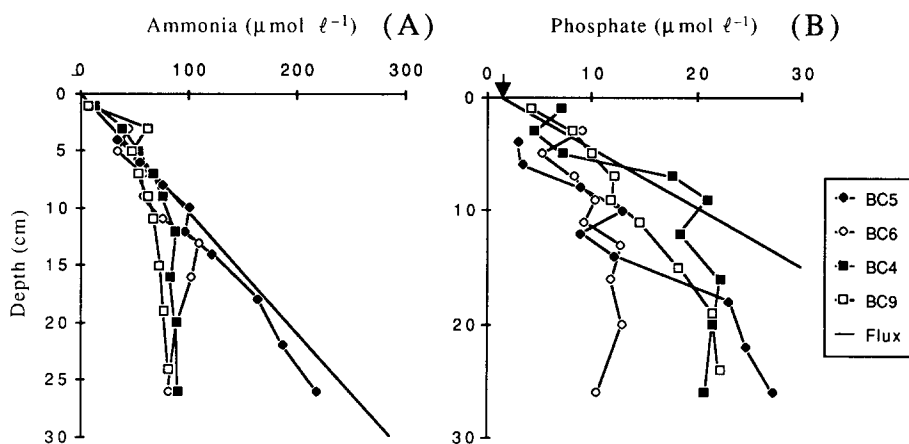 Ammonia (µmol ℓ⁻¹) (A)
.0 100 200 300
0
5
10
15
20
25
30
Depth (cm)
Phosphate (µmol ℓ⁻¹) (B)
0 10 20 30
0
10
20
30
BC5
BC6
BC4
BC9
Flux